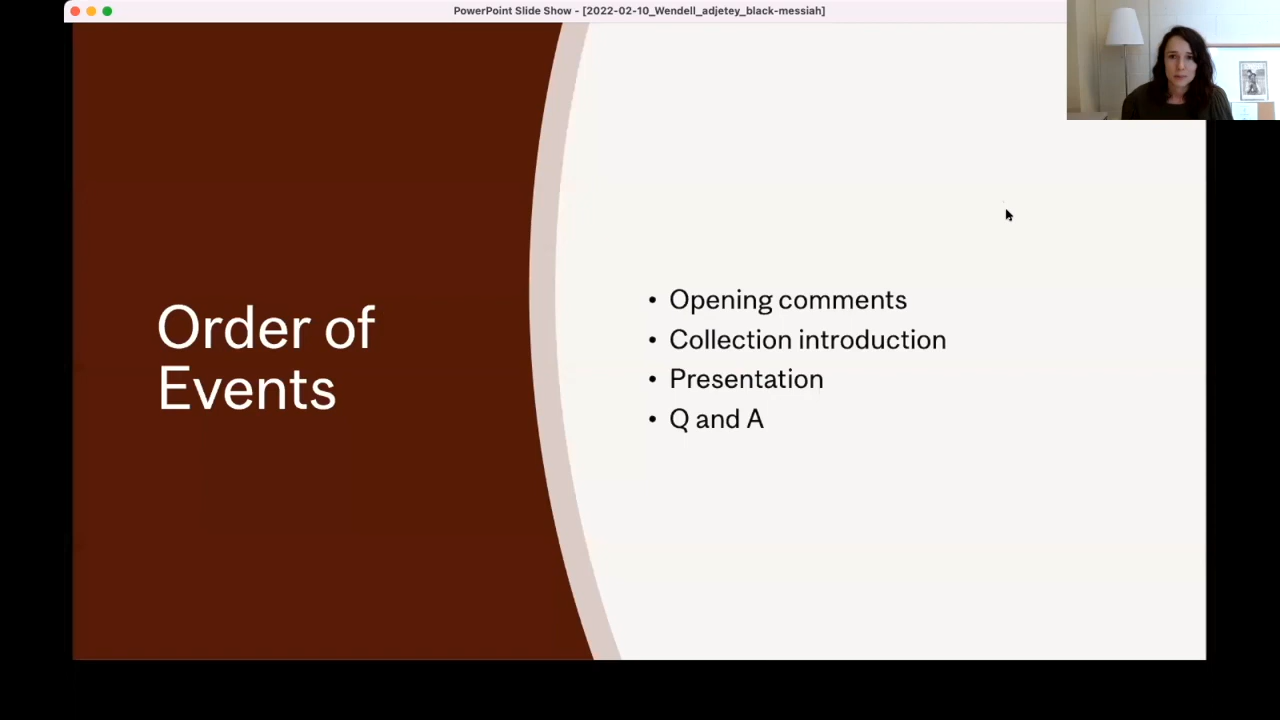 PowerPoint Slide Show - [2022-02-10_Wendell_adjetey_black-messiah]
Order of
Events
• Opening comments
• Collection introduction
• Presentation
• Q and A